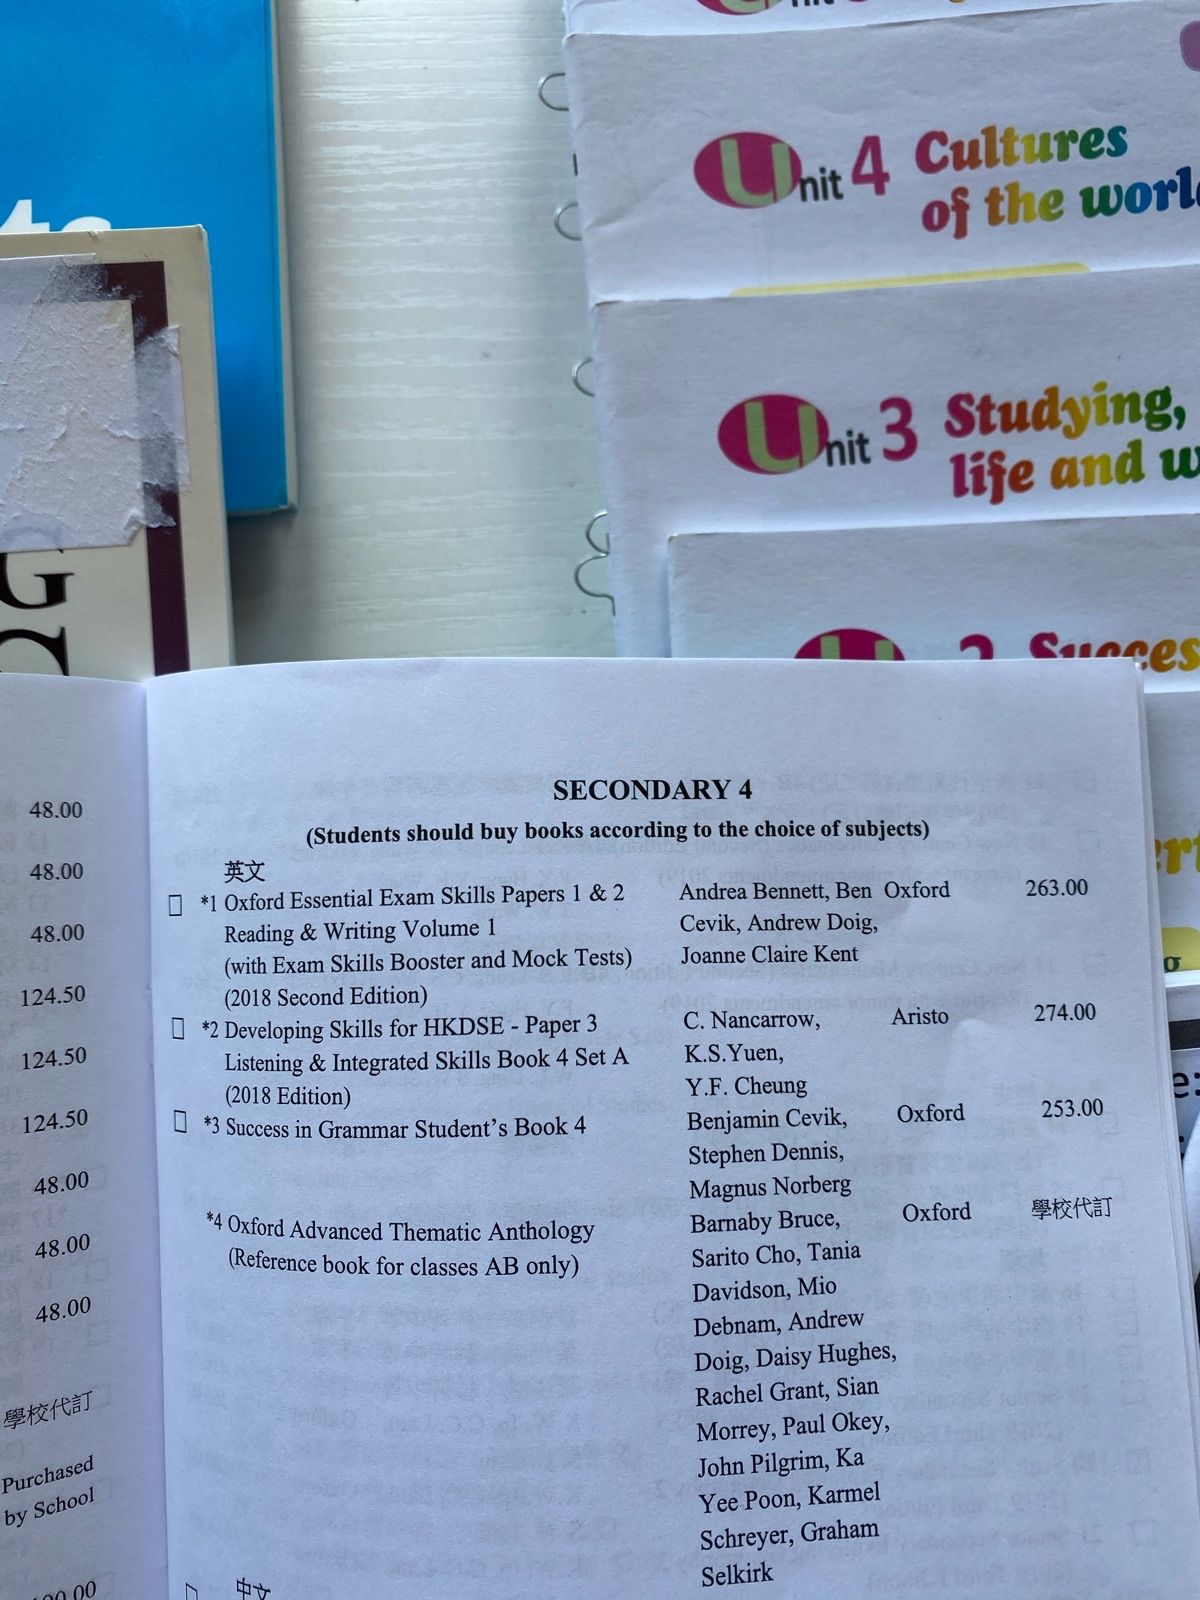 Unit 4 Cultures
of the world
Unit 3 Studying,
life and w
2 Succes
G
48.00
48.00
48.00
124.50
124.50
124.50
48.00
48.00
48.00
學校代訂
Purchased
by School
SECONDARY 4
(Students should buy books according to the choice of subjects)
英文
*1 Oxford Essential Exam Skills Papers 1 & 2 Andrea Bennett, Ben Oxford 263.00
Reading & Writing Volume 1 Cevik, Andrew Doig,
(with Exam Skills Booster and Mock Tests) Joanne Claire Kent
(2018 Second Edition)
*2 Developing Skills for HKDSE - Paper 3 C. Nancarrow, Aristo 274.00
Listening & Integrated Skills Book 4 Set A K.S.Yuen,
(2018 Edition) Y.F. Cheung
*3 Success in Grammar Student's Book 4 Benjamin Cevik, Oxford 253.00
Stephen Dennis,
Magnus Norberg
*4 Oxford Advanced Thematic Anthology Barnaby Bruce, Oxford 學校代訂
(Reference book for classes AB only) Sarito Cho, Tania
Davidson, Mio
Debnam, Andrew
Doig, Daisy Hughes,
Rachel Grant, Sian
Morrey, Paul Okey,
John Pilgrim, Ka
Yee Poon, Karmel
Schreyer, Graham
Selkirk
中文